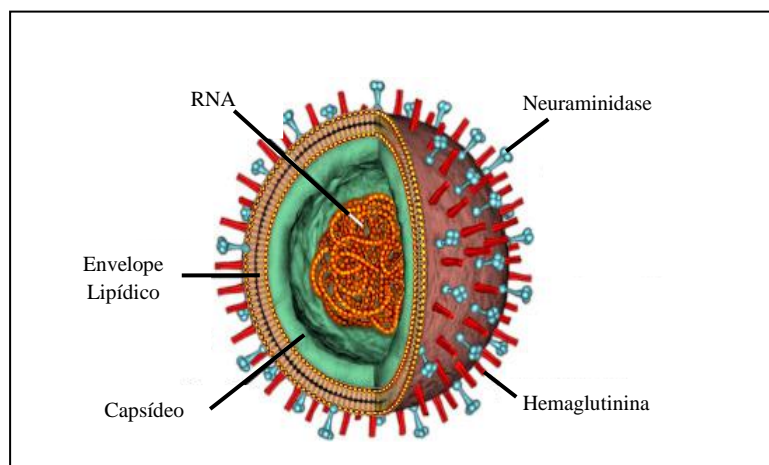 RNA
Neuraminidase
Envelope
Lipídico
Capsídeo
Hemaglutinina